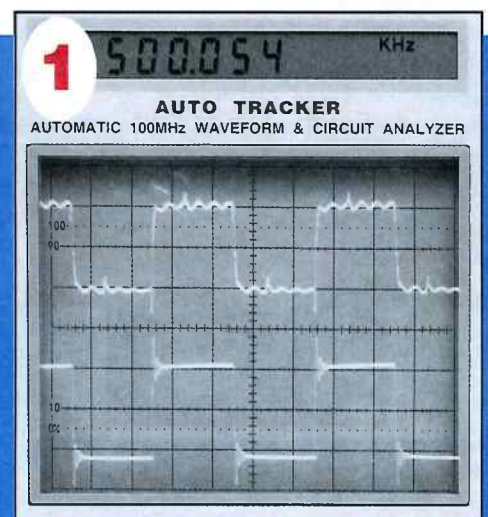 1
500.054 KHz
AUTO TRACKER
AUTOMATIC 100MHz WAVEFORM & CIRCUIT ANALYZER
100
90
10
0%